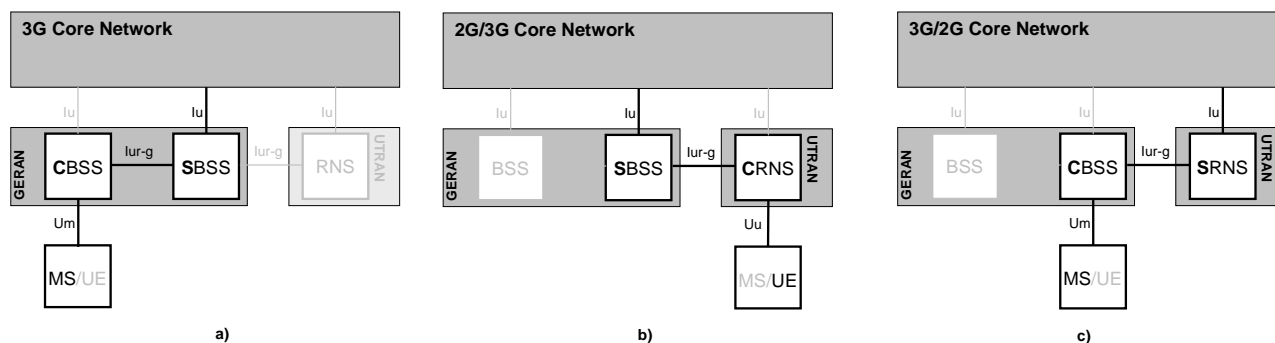 3G Core Network
Iu
Iu
Iu
GERAN
CBSS
Iur-g
SBSS
Iur-g
RNS
UTRAN
Um
MS/UE
a)
2G/3G Core Network
Iu
Iu
Iu
GERAN
BSS
SBSS
Iur-g
CRNS
UTRAN
Uu
MS/UE
b)
3G/2G Core Network
Iu
Iu
Iu
GERAN
BSS
CBSS
Iur-g
SRNS
UTRAN
Um
MS/UE
c)